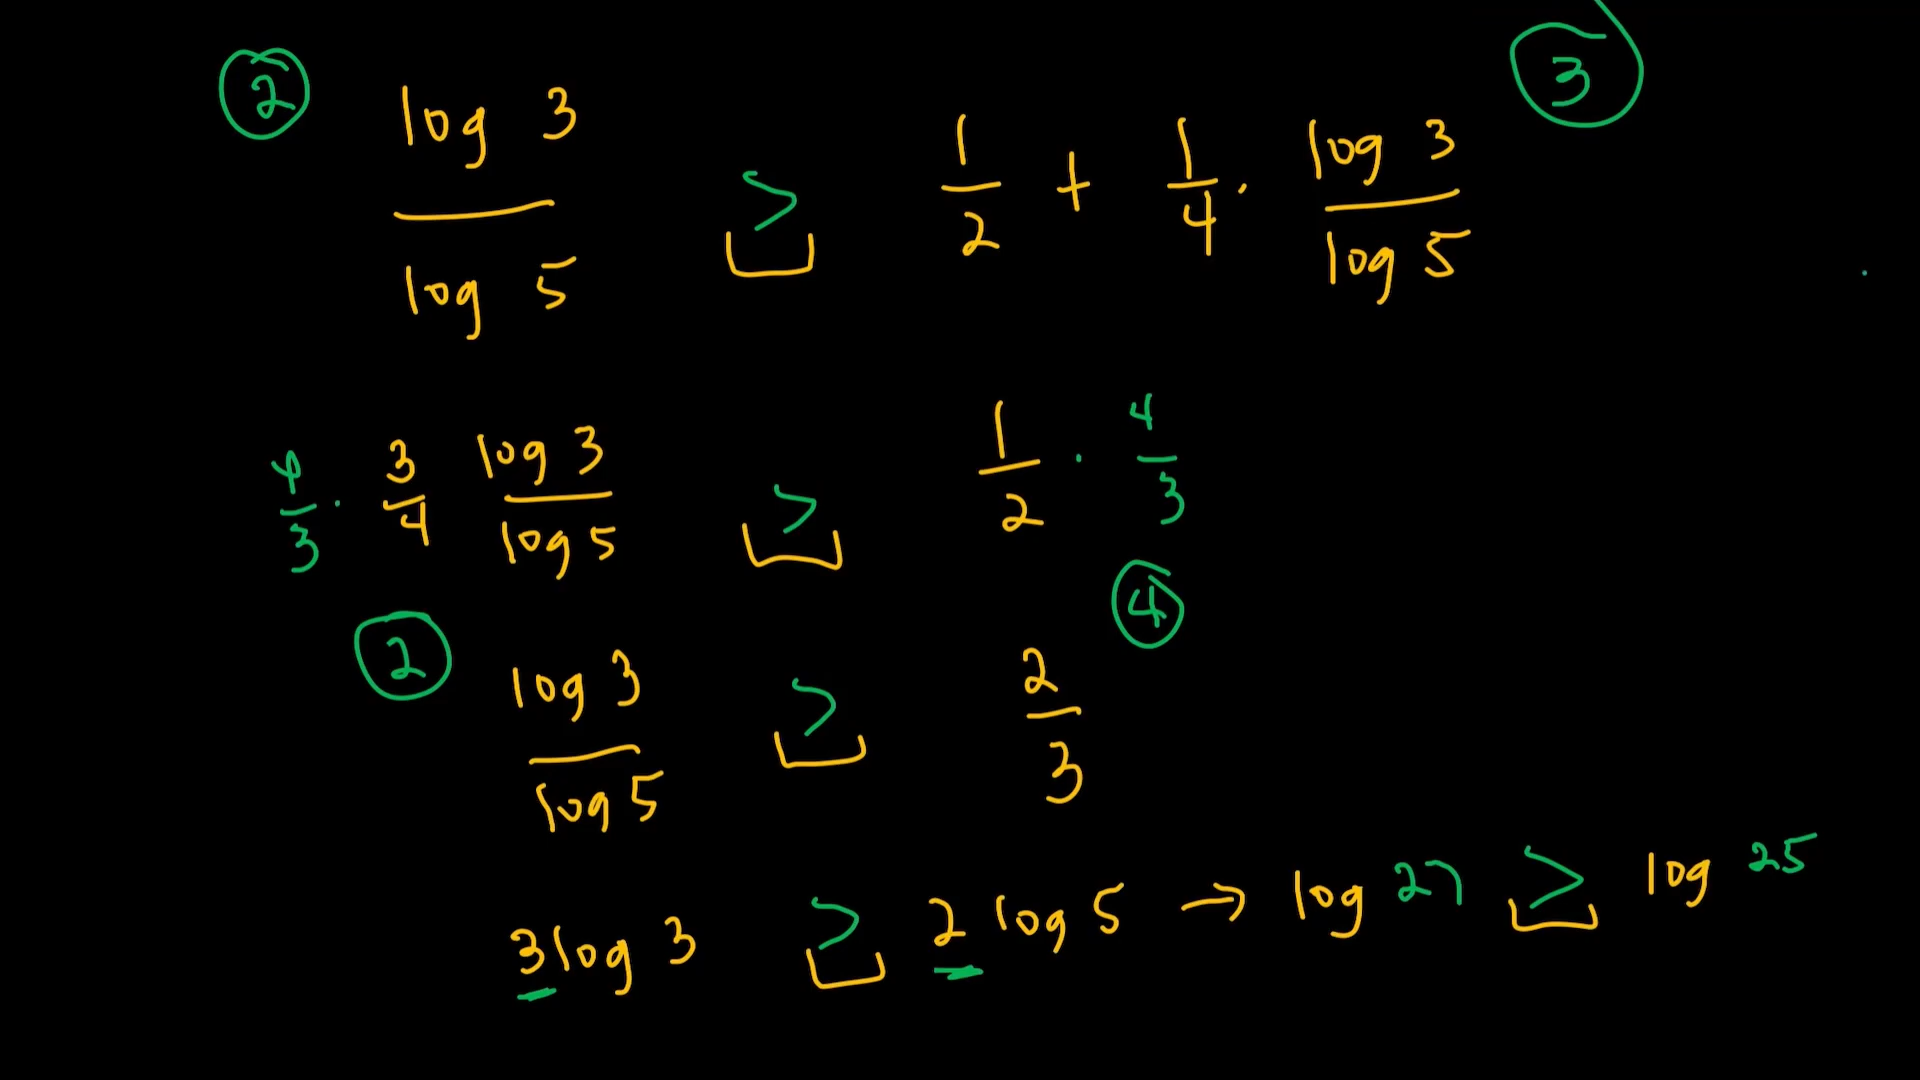 ② log 3 / log 5 > 1/2 + 1/4 · log 3 / log 5 ③
4/3 · 3/4 log 3 / log 5 > 1/2 · 4/3
② log 3 / log 5 > 2/3 ④
3 log 3 > 2 log 5 → log 27 > log 25